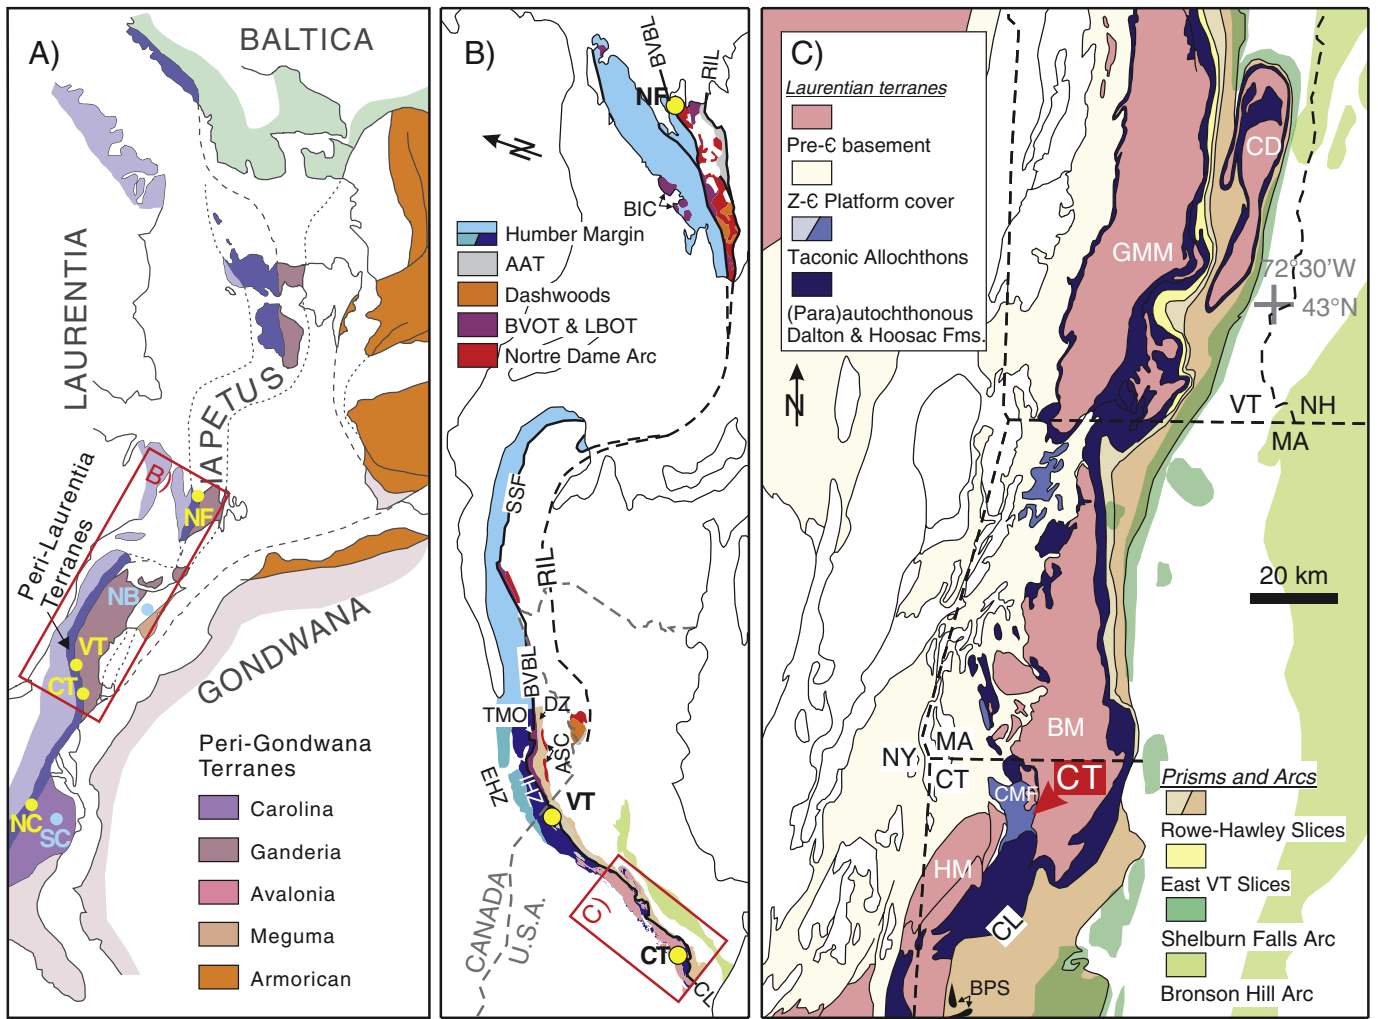 A)
BALTICA
LAURENTIA
IAPETUS
B)
NF
Peri-Laurentia
Terranes
NB
VT
CT
GONDWANA
NC
SC
Peri-Gondwana
Terranes
Carolina
Ganderia
Avalonia
Meguma
Armorican
B)
BVBL
RIL
NF
N
RIL
BIC
Humber Margin
AAT
Dashwoods
BVOT & LBOT
Nortre Dame Arc
SSF
RIL
BVBL
DZ
TMO
ASC
EHZ
IHZ
VT
CANADA
U.S.A.
C)
CT
CL
C)
Laurentian terranes
Pre-Є basement
Z-Є Platform cover
Taconic Allochthons
(Para)autochthonous
Dalton & Hoosac Fms.
N
CD
GMM
72°30'W
43°N
VT
NH
MA
20 km
BM
NY
MA
CT
CT
CMF
HM
CL
BPS
Prisms and Arcs
Rowe-Hawley Slices
East VT Slices
Shelburn Falls Arc
Bronson Hill Arc